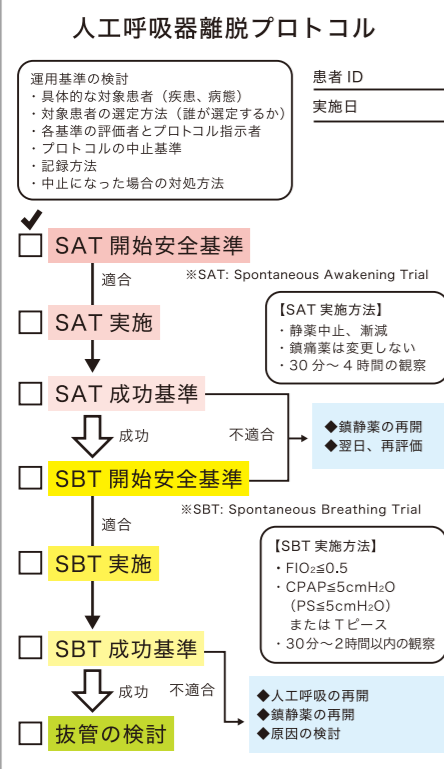 人工呼吸器離脱プロトコル
運用基準の検討
・具体的な対象患者（疾患、病態）
・対象患者の選定方法（誰が選定するか）
・各基準の評価者とプロトコル指示者
・プロトコルの中止基準
・記録方法
・中止になった場合の対処方法
患者 ID
実施日
SAT 開始安全基準
適合
※SAT: Spontaneous Awakening Trial
SAT 実施
【SAT 実施方法】
・静薬中止、漸減
・鎮痛薬は変更しない
・30 分～ 4 時間の観察
SAT 成功基準
成功
不適合
◆鎮静薬の再開
◆翌日、再評価
SBT 開始安全基準
※SBT: Spontaneous Breathing Trial
適合
SBT 実施
【SBT 実施方法】
・FIO₂≦0.5
・CPAP≦5cmH₂O
（PS≦5cmH₂O）
または T ピース
・30分～2時間以内の観察
SBT 成功基準
成功
不適合
◆人工呼吸の再開
◆鎮静薬の再開
◆原因の検討
抜管の検討